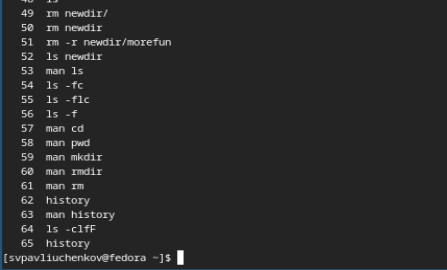 48 ls
49 rm newdir/
50 rm newdir
51 rm -r newdir/morefun
52 ls newdir
53 man ls
54 ls -fc
55 ls -flc
56 ls -f
57 man cd
58 man pwd
59 man mkdir
60 man rmdir
61 man rm
62 history
63 man history
64 ls -clfF
65 history
[svpavliuchenkov@fedora ~]$